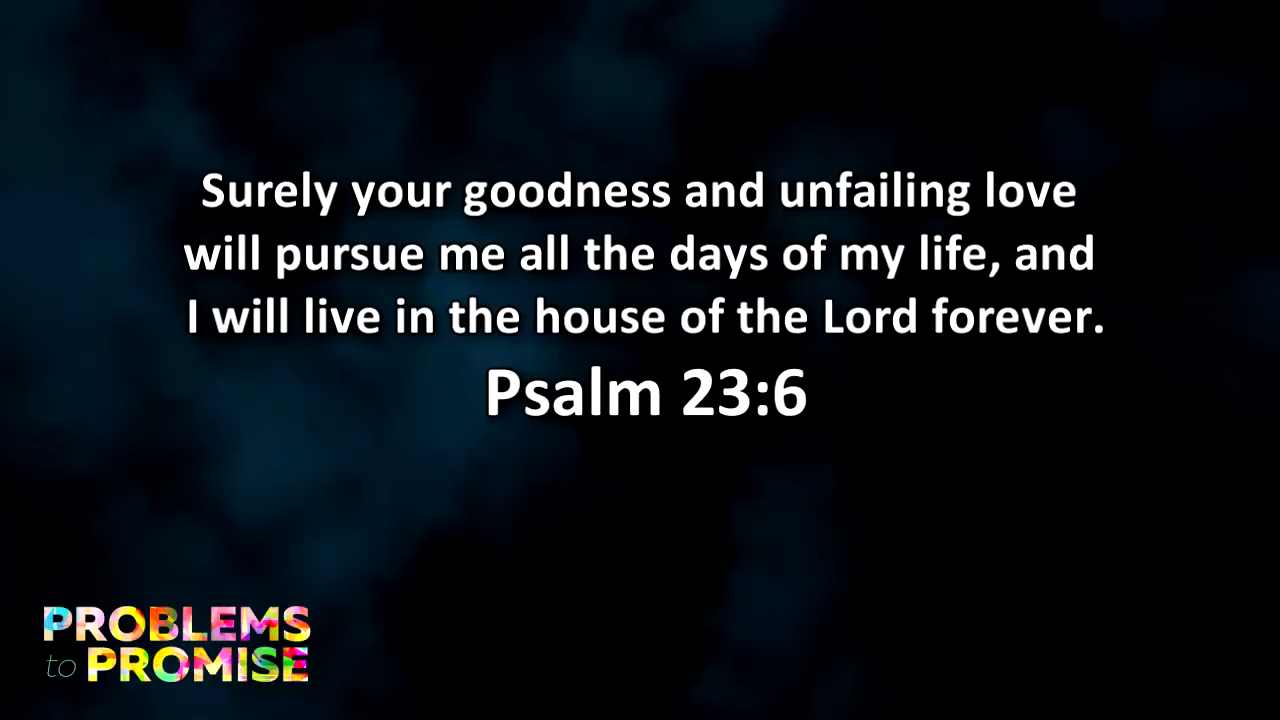 Surely your goodness and unfailing love
will pursue me all the days of my life, and
I will live in the house of the Lord forever.
Psalm 23:6
PROBLEMS
to PROMISE